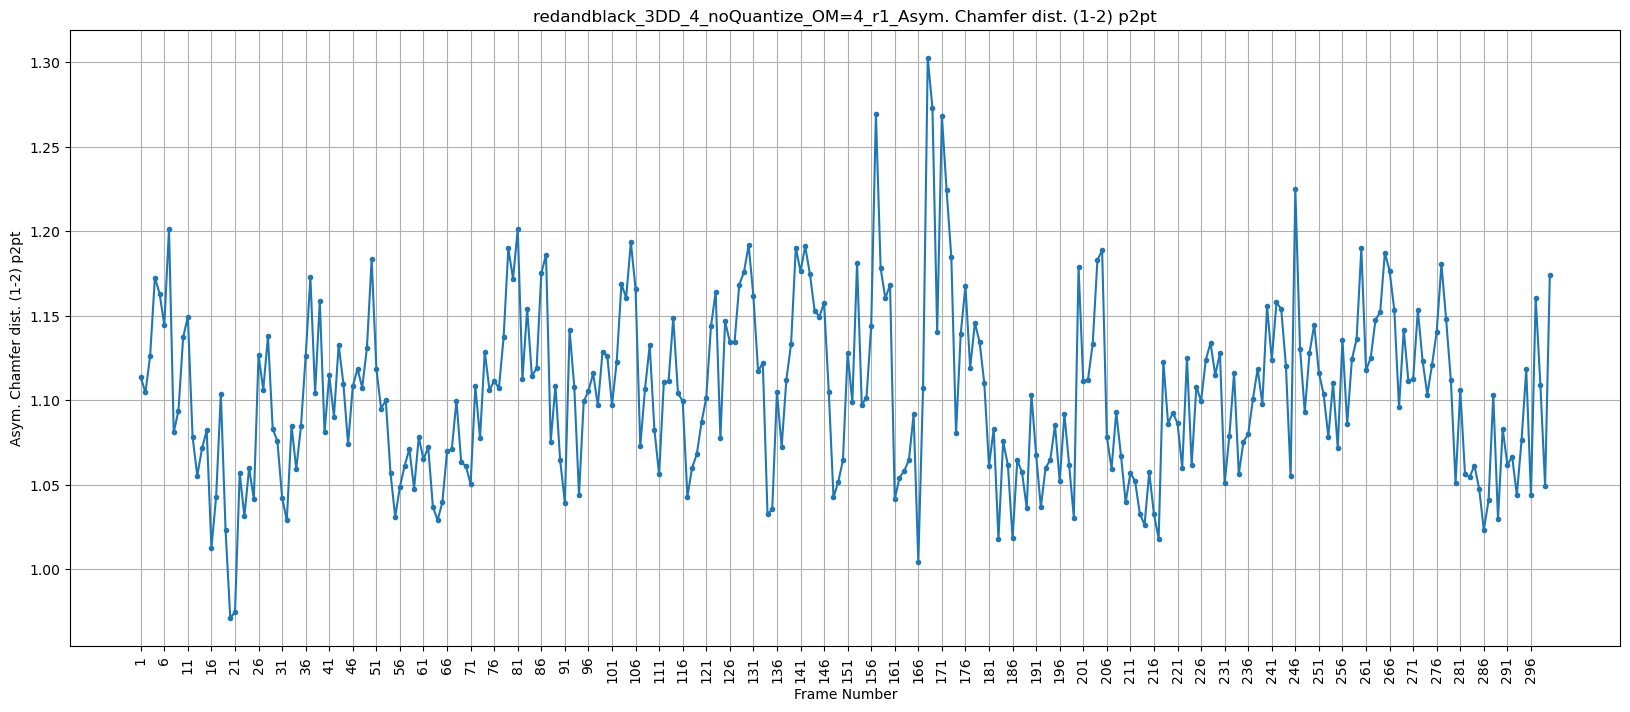 redandblack_3DD_4_noQuantize_OM=4_r1_Asym. Chamfer dist. (1-2) p2pt
Asym. Chamfer dist. (1-2) p2pt
1.30
1.25
1.20
1.15
1.10
1.05
1.00
1 6 11 16 21 26 31 36 41 46 51 56 61 66 71 76 81 86 91 96 101 106 111 116 121 126 131 136 141 146 151 156 161 166 171 176 181 186 191 196 201 206 211 216 221 226 231 236 241 246 251 256 261 266 271 276 281 286 291 296
Frame Number